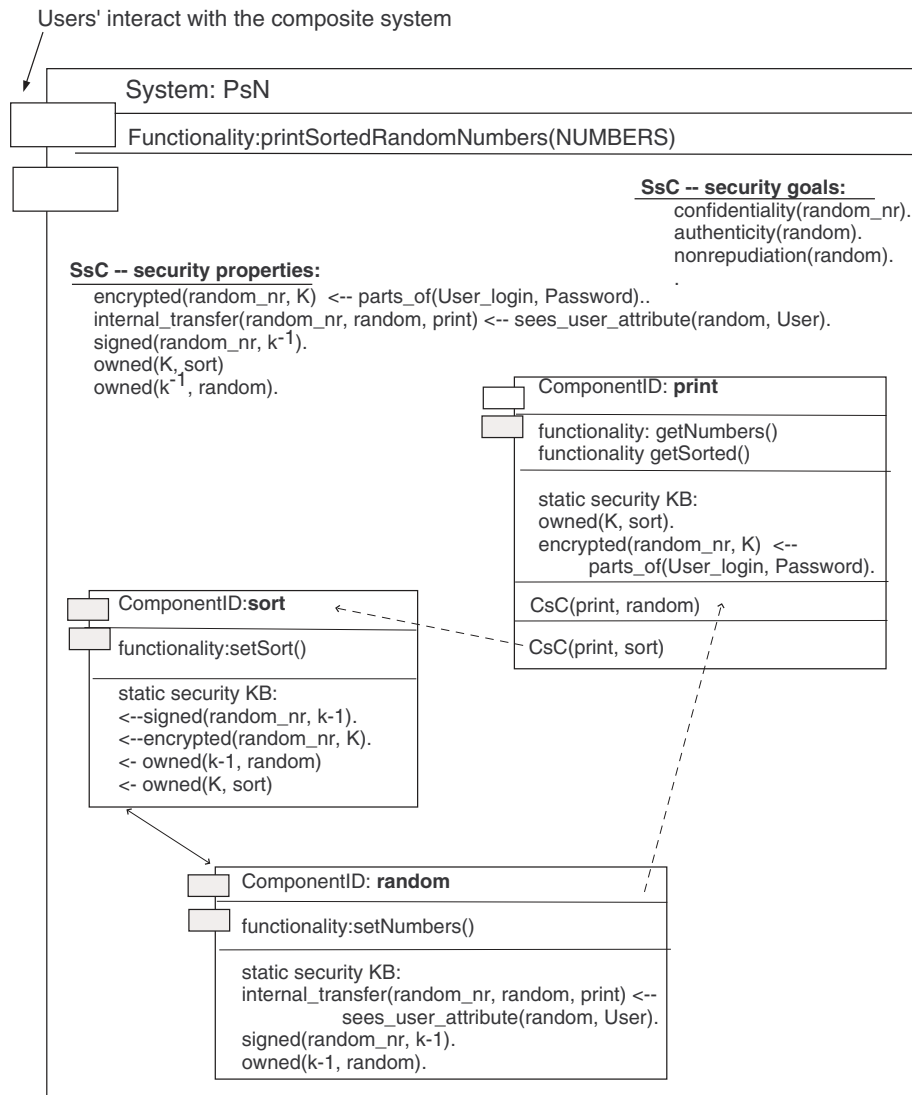 Users' interact with the composite system
System: PsN
Functionality:printSortedRandomNumbers(NUMBERS)
SsC -- security goals:
confidentiality(random_nr).
authenticity(random).
nonrepudiation(random).
.
SsC -- security properties:
encrypted(random_nr, K) <-- parts_of(User_login, Password)..
internal_transfer(random_nr, random, print) <-- sees_user_attribute(random, User).
signed(random_nr, k-1).
owned(K, sort)
owned(k-1, random).
ComponentID: print
functionality: getNumbers()
functionality getSorted()
static security KB:
owned(K, sort).
encrypted(random_nr, K) <--
parts_of(User_login, Password).
CsC(print, random)
CsC(print, sort)
ComponentID:sort
functionality:setSort()
static security KB:
<--signed(random_nr, k-1).
<--encrypted(random_nr, K).
<- owned(k-1, random)
<- owned(K, sort)
ComponentID: random
functionality:setNumbers()
static security KB:
internal_transfer(random_nr, random, print) <--
sees_user_attribute(random, User).
signed(random_nr, k-1).
owned(k-1, random).